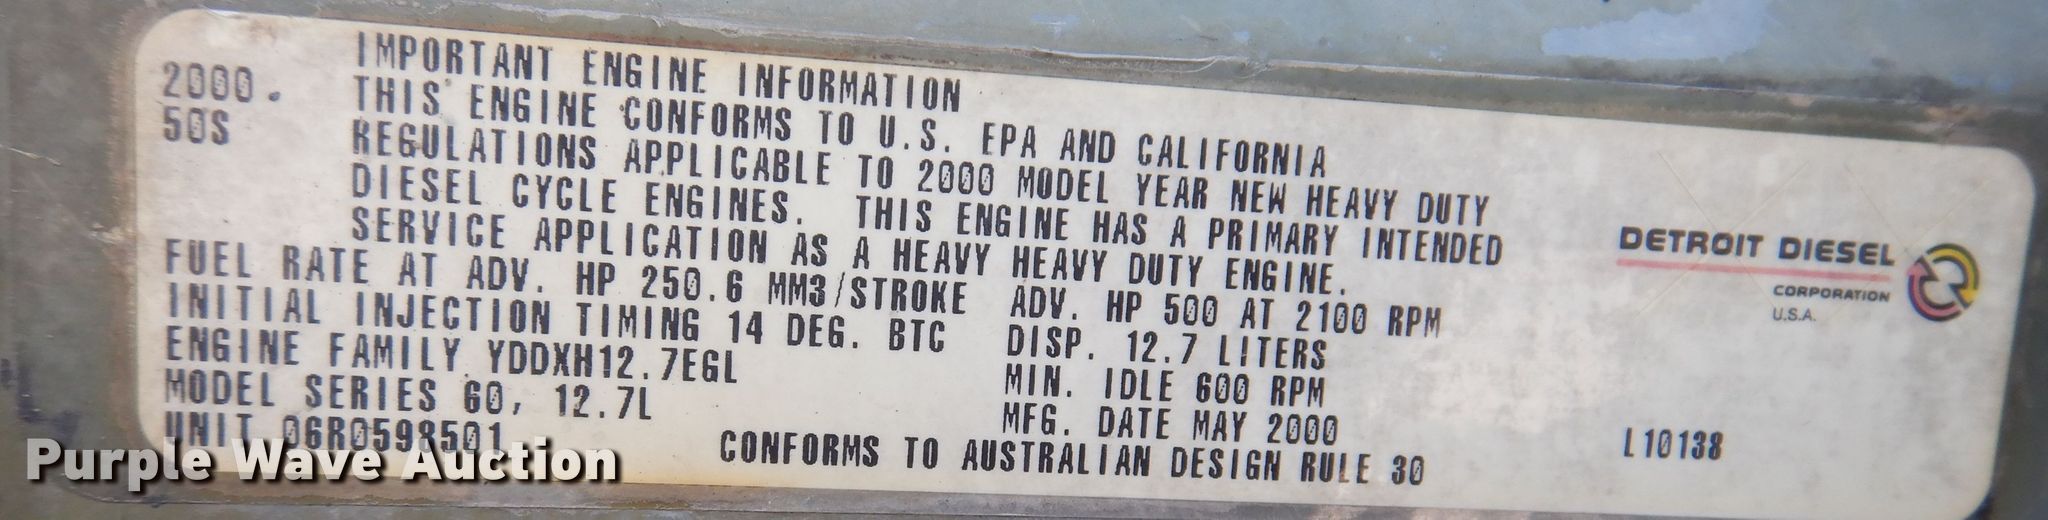 IMPORTANT ENGINE INFORMATION
2000. THIS ENGINE CONFORMS TO U.S. EPA AND CALIFORNIA
50S REGULATIONS APPLICABLE TO 2000 MODEL YEAR NEW HEAVY DUTY
DIESEL CYCLE ENGINES. THIS ENGINE HAS A PRIMARY INTENDED
SERVICE APPLICATION AS A HEAVY HEAVY DUTY ENGINE.
FUEL RATE AT ADV. HP 250.6 MM3/STROKE ADV. HP 500 AT 2100 RPM
INITIAL INJECTION TIMING 14 DEG. BTC DISP. 12.7 LITERS
ENGINE FAMILY YDDXH12.7EGL MIN. IDLE 600 RPM
MODEL SERIES 60, 12.7L MFG. DATE MAY 2000
UNIT 06R0598501 CONFORMS TO AUSTRALIAN DESIGN RULE 30
DETROIT DIESEL
CORPORATION
U.S.A.
L10138
Purple Wave Auction